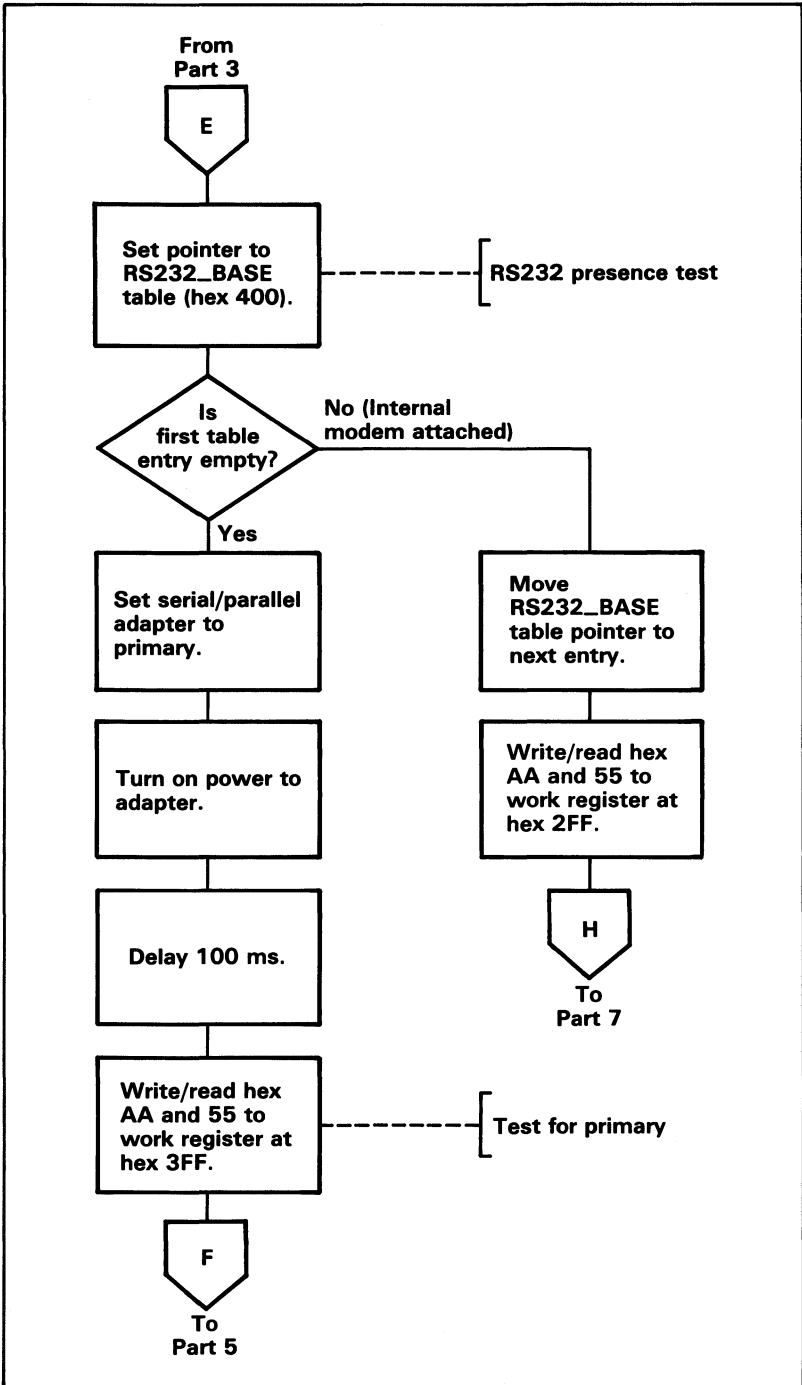 From
Part 3
E
Set pointer to
RS232_BASE
table (hex 400).
RS232 presence test
Is
first table
entry empty?
No (Internal
modem attached)
Yes
Set serial/parallel
adapter to
primary.
Turn on power to
adapter.
Delay 100 ms.
Write/read hex
AA and 55 to
work register at
hex 3FF.
Test for primary
F
To
Part 5
Move
RS232_BASE
table pointer to
next entry.
Write/read hex
AA and 55 to
work register at
hex 2FF.
H
To
Part 7